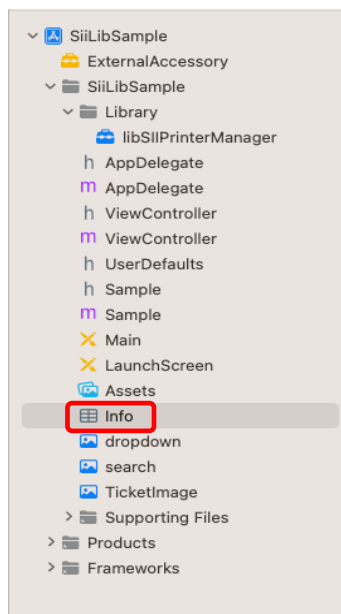 SiiLibSample
ExternalAccessory
SiiLibSample
Library
libSIIPrinterManager
h AppDelegate
m AppDelegate
h ViewController
m ViewController
h UserDefaults
h Sample
m Sample
Main
LaunchScreen
Assets
Info
dropdown
search
TicketImage
Supporting Files
Products
Frameworks